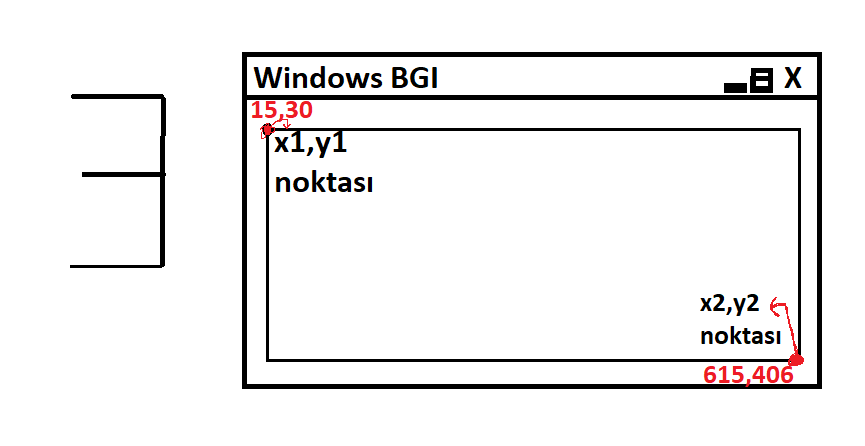 Windows BGI X
15,30
x1,y1
noktası
x2,y2
noktası
615,406